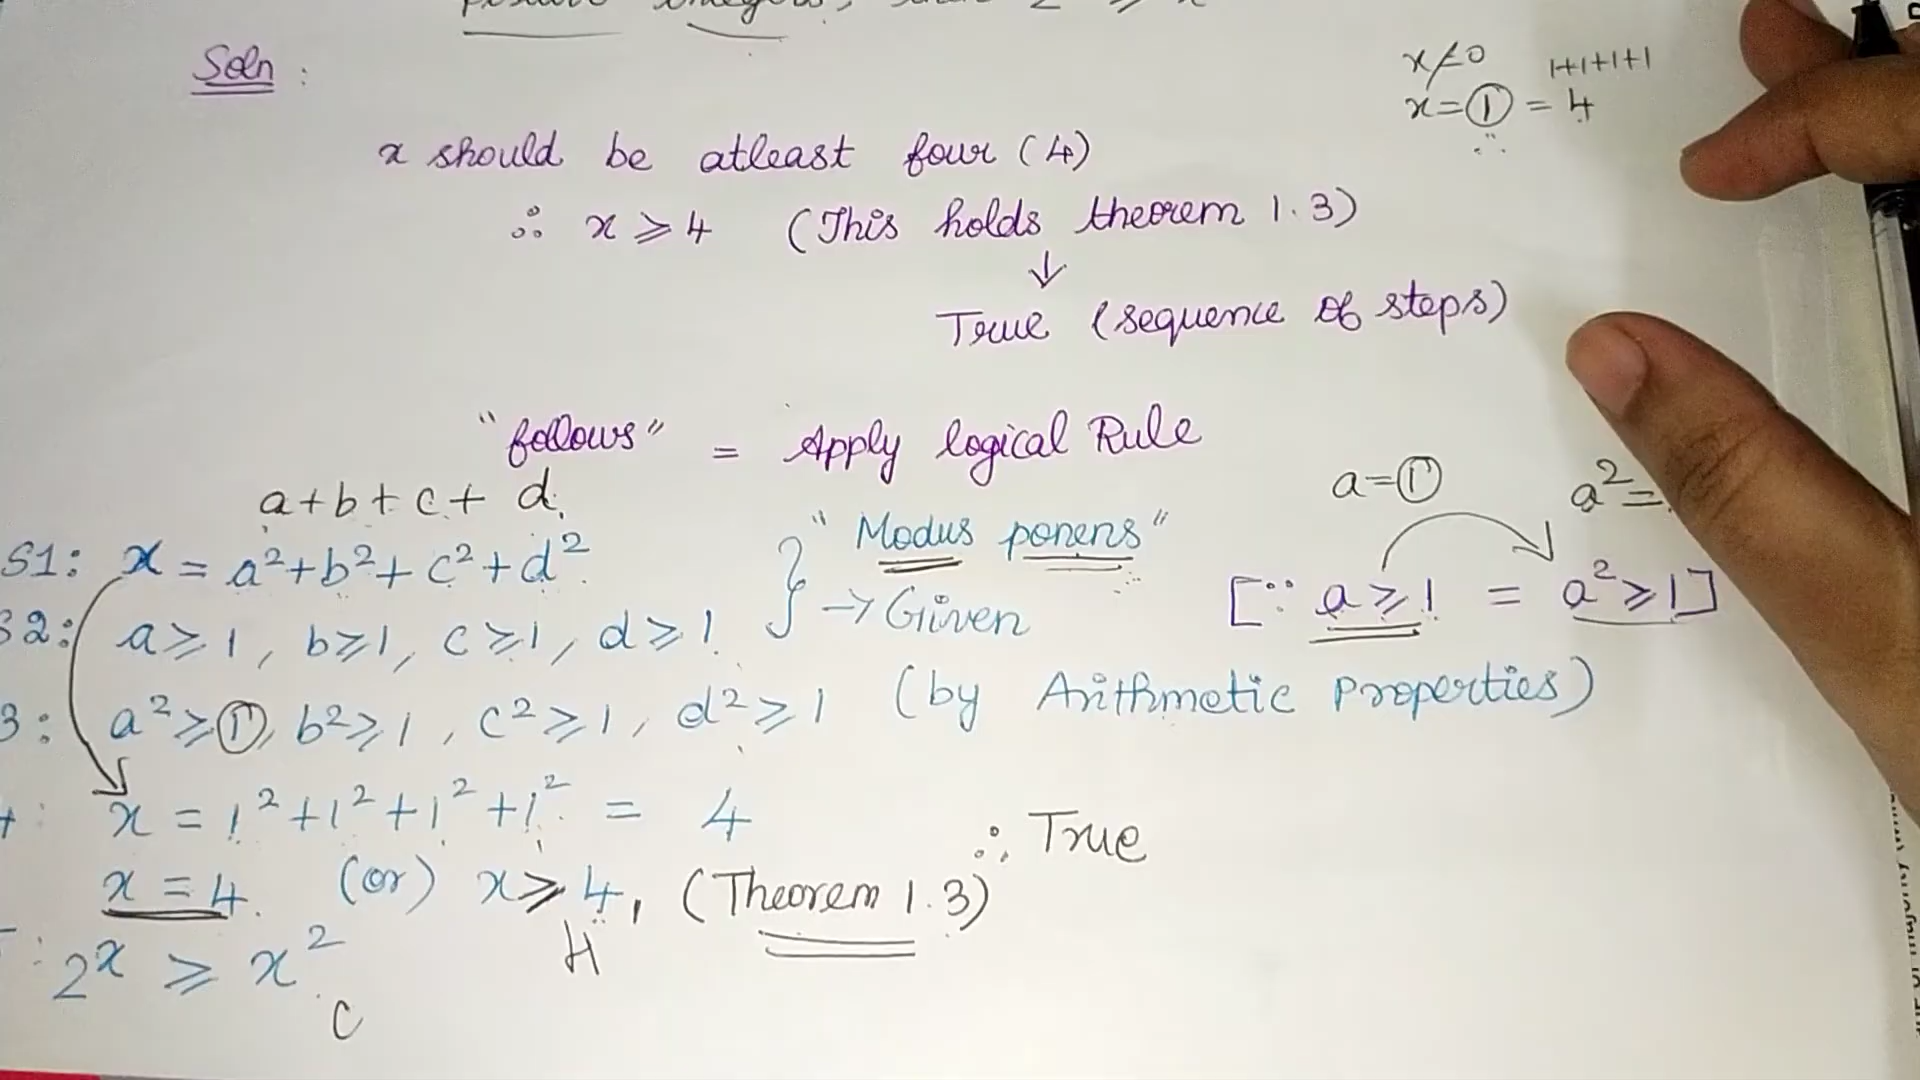 integers,
Soln :
x≠0 1+1+1+1
x=① = 4
x should be atleast four (4)
∴ x ⩾ 4 (This holds theorem 1.3)
↓
True (sequence of steps)
"follows" = Apply logical Rule
a+b+c+d.
a=① a²=
S1: x = a²+b²+c²+d² } "Modus ponens"
[∵ a⩾1 = a²⩾1]
S2: a⩾1, b⩾1, c⩾1, d⩾1 → Given
3: a²⩾①, b²⩾1, c²⩾1, d²⩾1 (by Arithmetic Properties)
x = 1²+1²+1²+1² = 4
∴ True
x = 4. (or) x⩾4, (Theorem 1.3)
H
2ˣ ⩾ x²
C